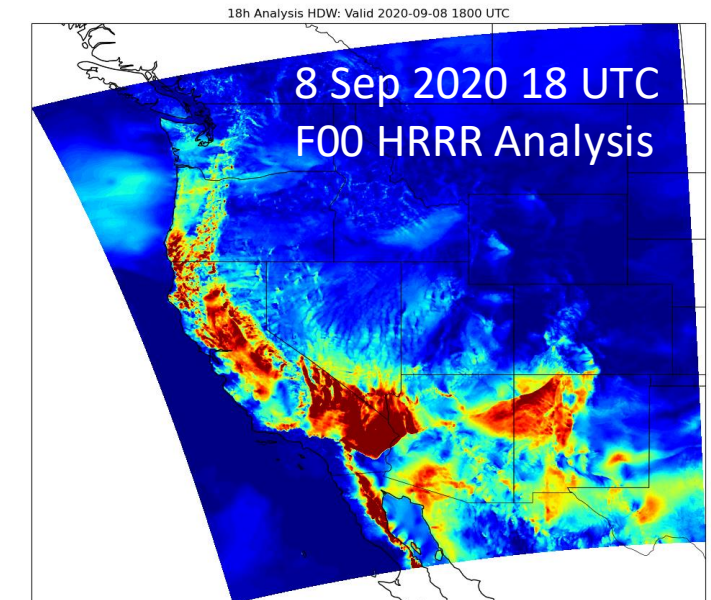 18h Analysis HDW: Valid 2020-09-08 1800 UTC
8 Sep 2020 18 UTC
F00 HRRR Analysis